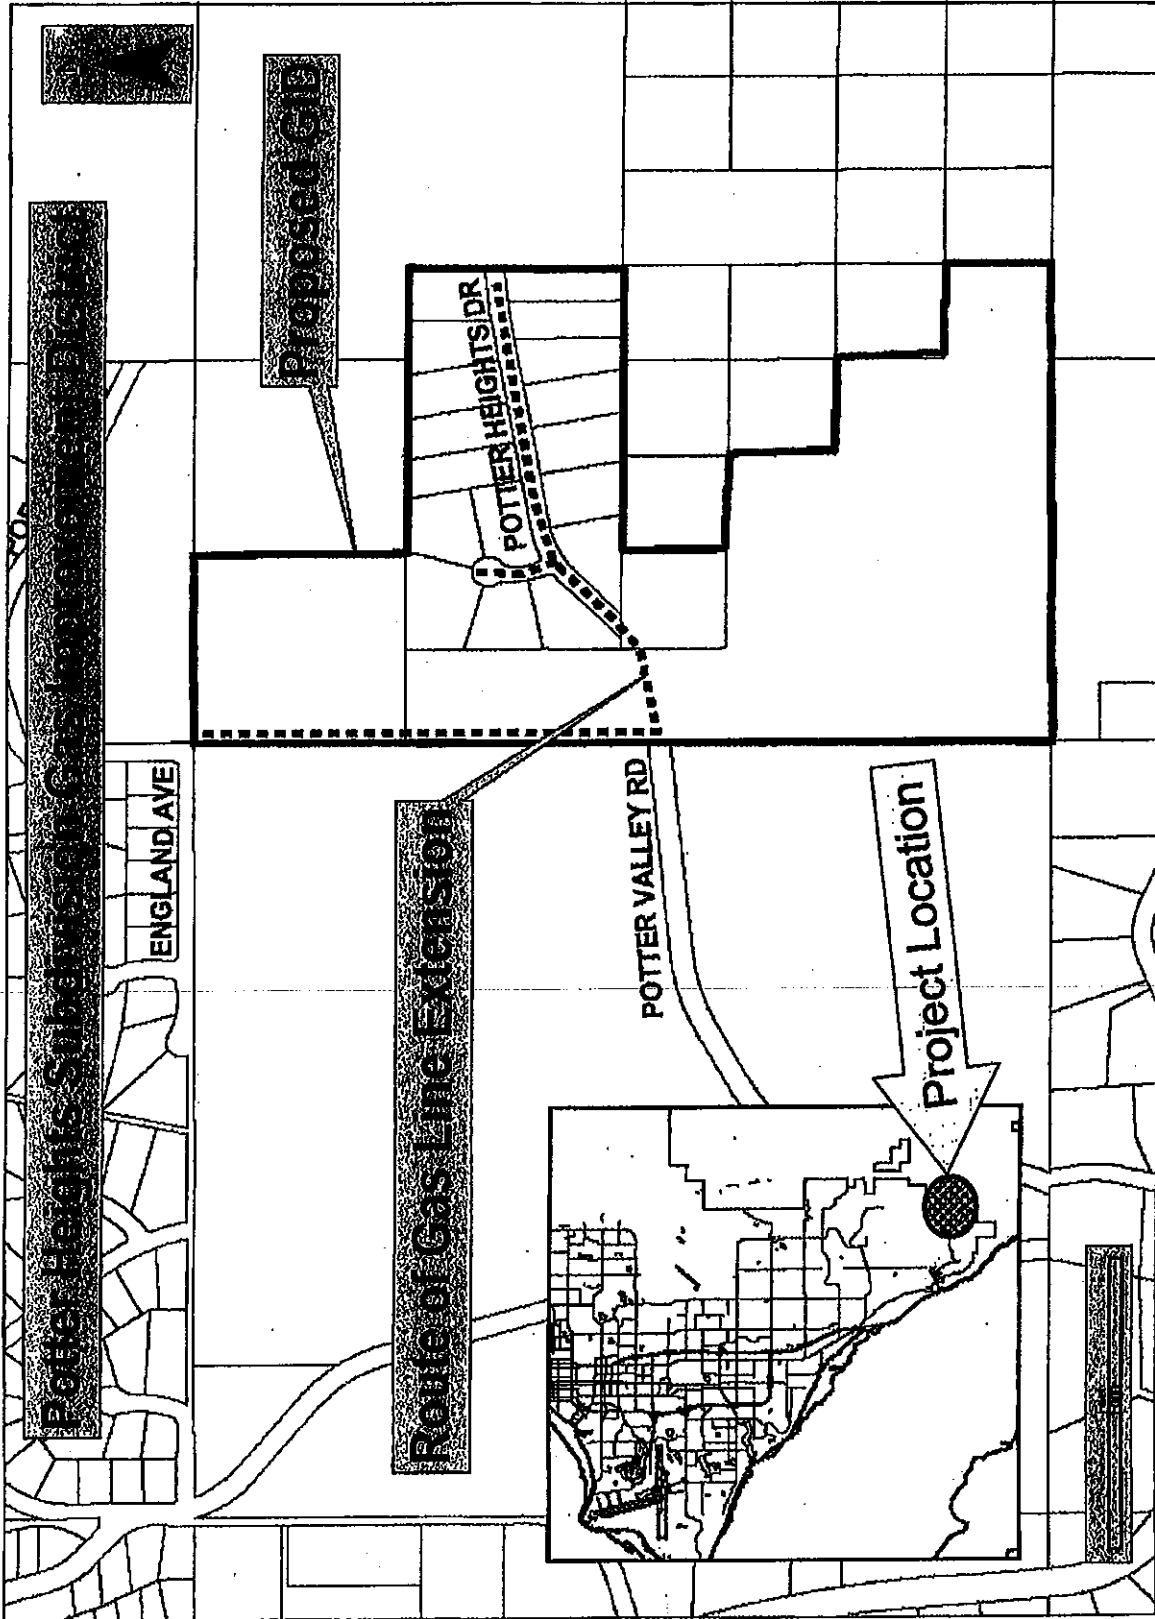 Potter Heights Subdivision Gas Improvement District
Proposed GID
ENGLAND AVE
POTTER HEIGHTS DR
Route of Gas Line Extension
POTTER VALLEY RD
Project Location